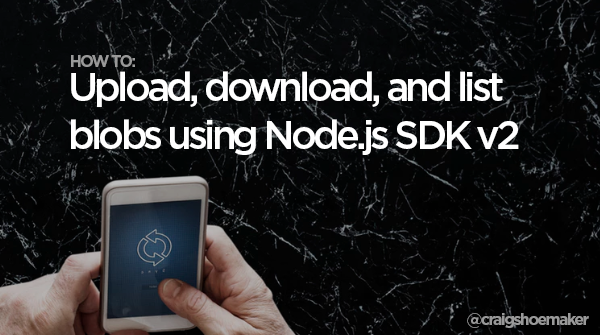 HOW TO:
Upload, download, and list
blobs using Node.js SDK v2
@craigshoemaker